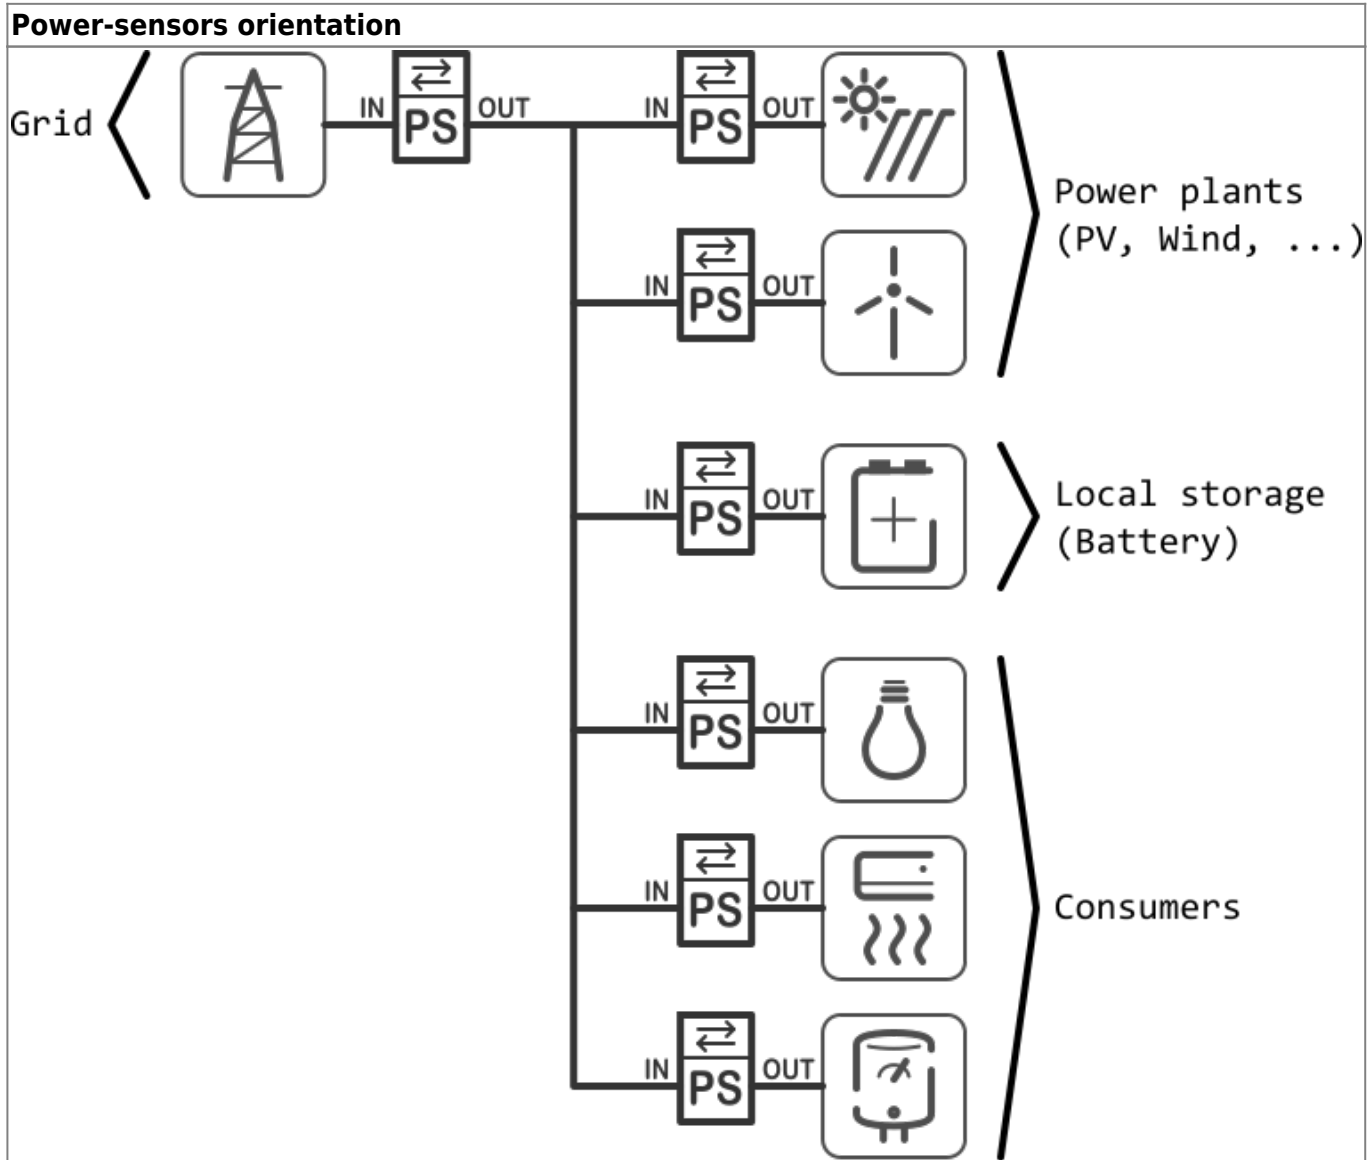 Power-sensors orientation
Grid
IN PS OUT
IN PS OUT
Power plants
(PV, Wind, ...)
IN PS OUT
IN PS OUT
Local storage
(Battery)
IN PS OUT
IN PS OUT
Consumers
IN PS OUT